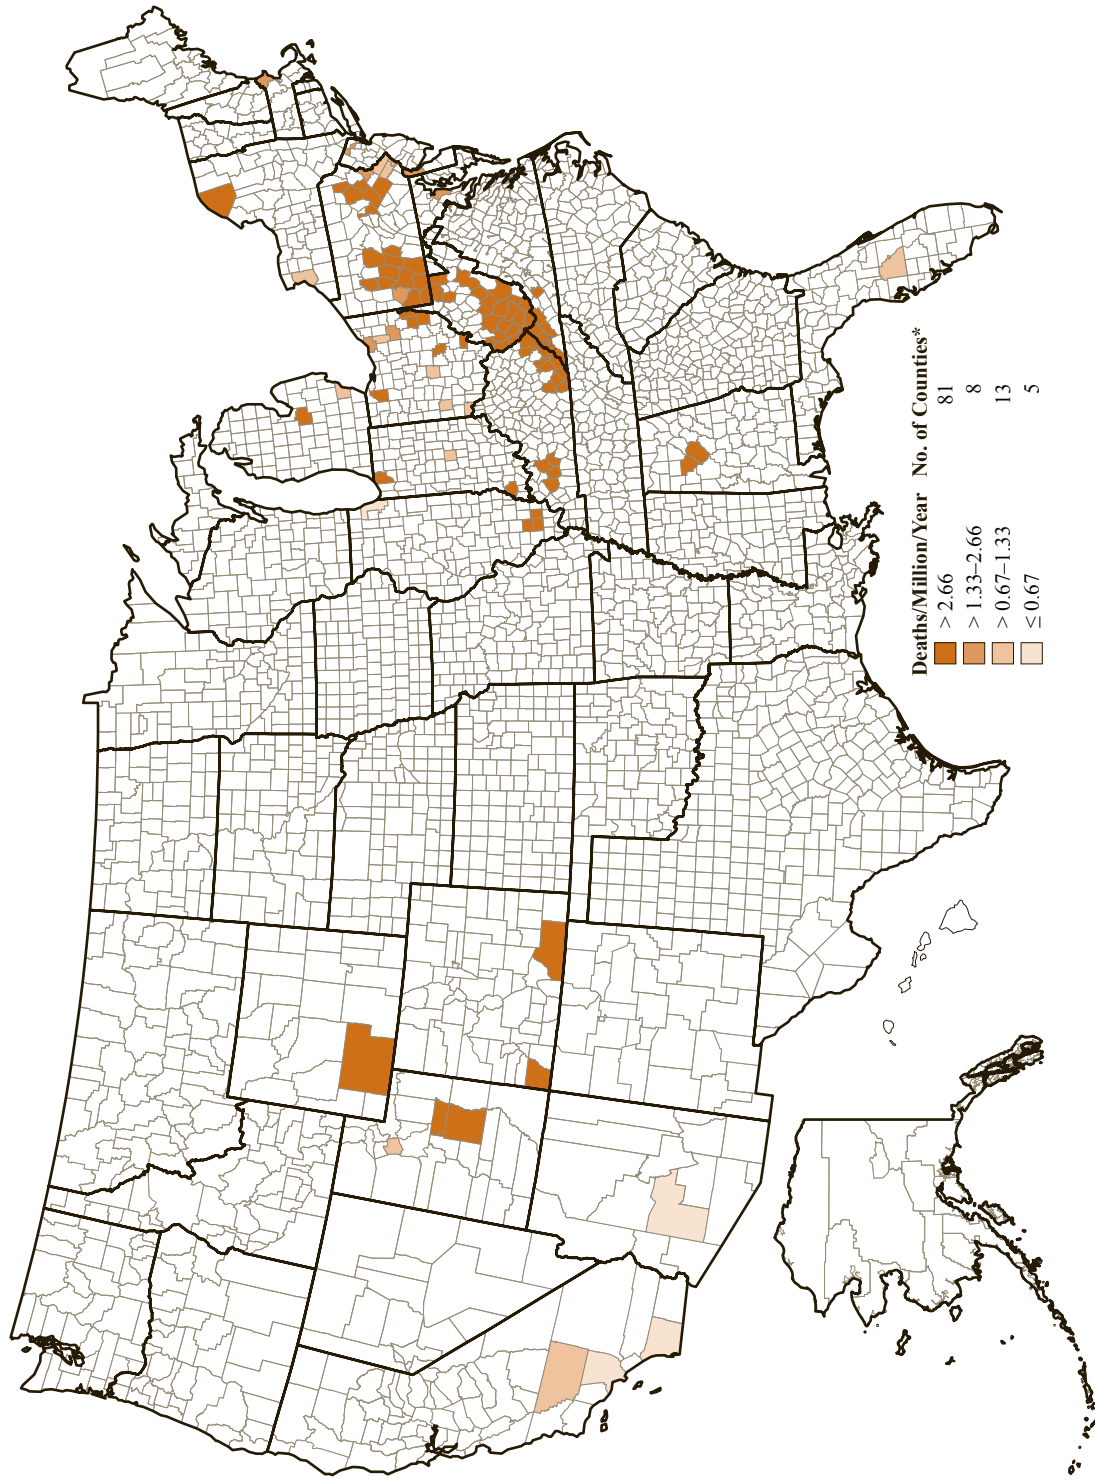 Deaths/Million/Year No. of Counties*
> 2.66 81
> 1.33–2.66 8
> 0.67–1.33 13
≤ 0.67 5